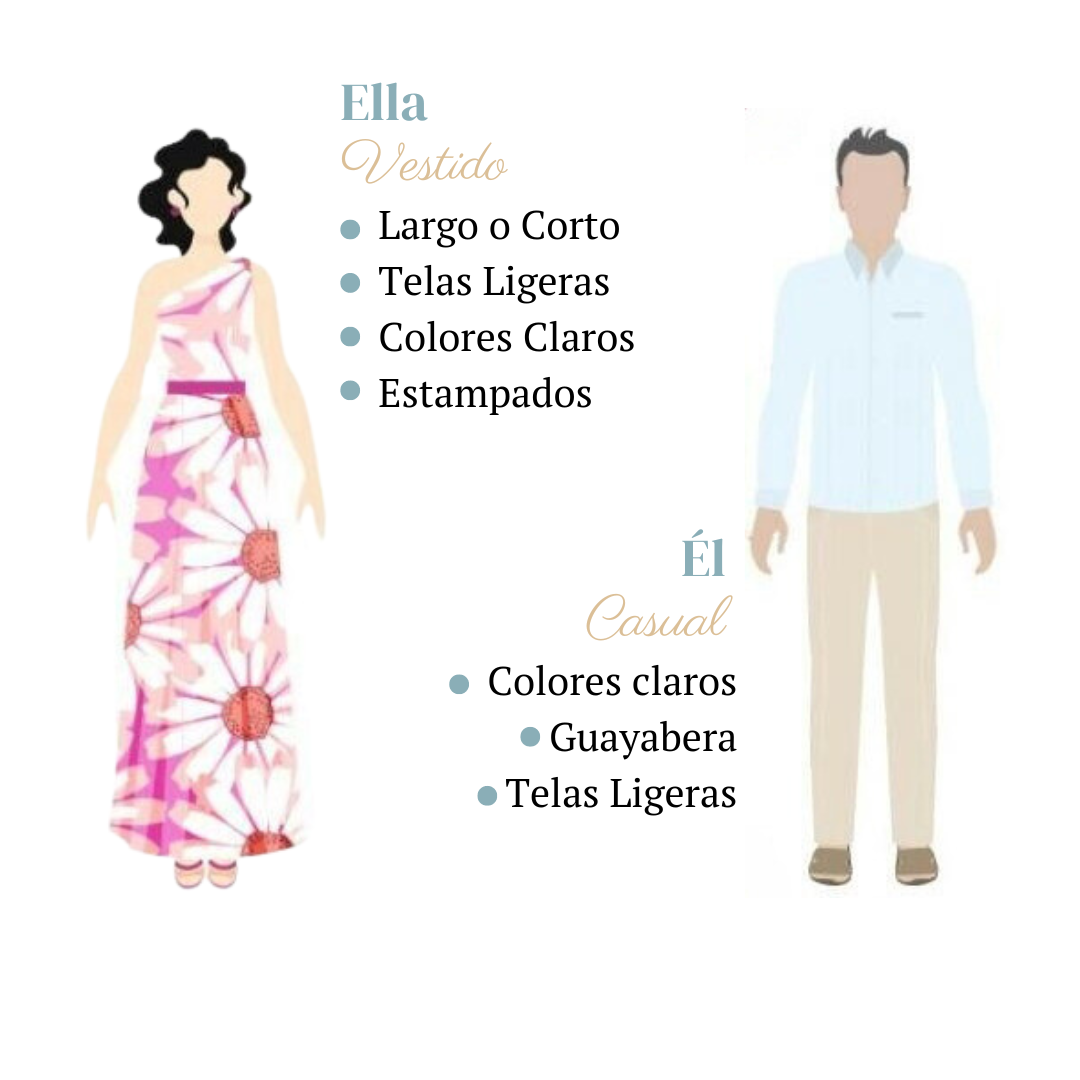 Ella
Vestido
Largo o Corto
Telas Ligeras
Colores Claros
Estampados
Él
Casual
Colores claros
Guayabera
Telas Ligeras